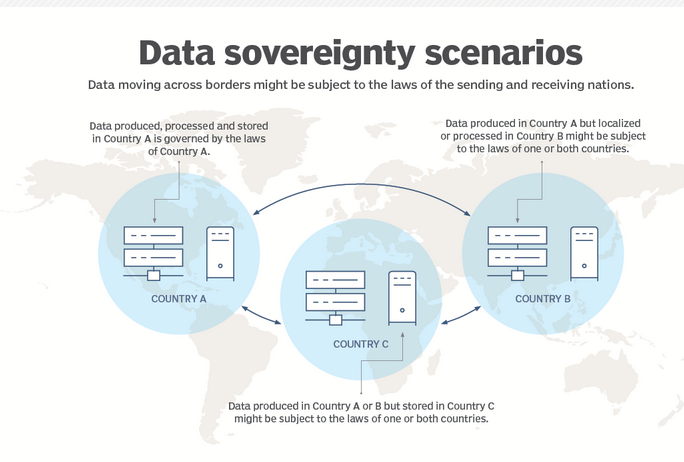 Data sovereignty scenarios
Data moving across borders might be subject to the laws of the sending and receiving nations.
Data produced, processed and stored
in Country A is governed by the laws
of Country A.
Data produced in Country A but localized
or processed in Country B might be subject
to the laws of one or both countries.
COUNTRY A
COUNTRY B
COUNTRY C
Data produced in Country A or B but stored in Country C
might be subject to the laws of one or both countries.